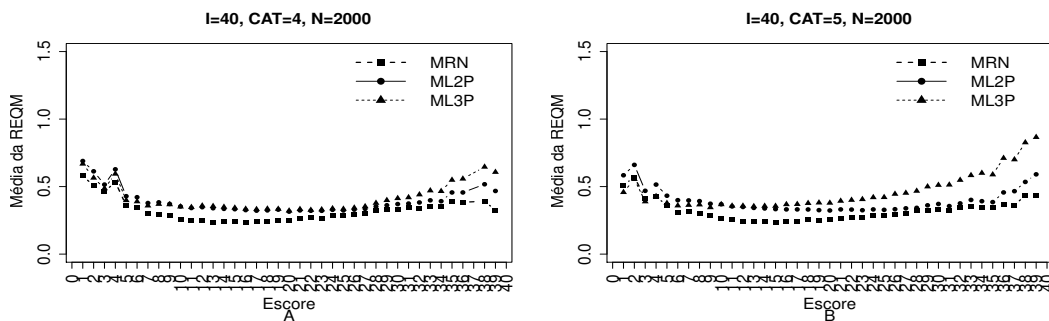 I=40, CAT=4, N=2000
Média da REQM
1.5
1.0
0.5
0.0
MRN
ML2P
ML3P
0 1 2 3 4 5 6 7 8 9 10 11 12 13 14 15 16 17 18 19 20 21 22 23 24 25 26 27 28 29 30 31 32 33 34 35 36 37 38 39 40
Escore
A
I=40, CAT=5, N=2000
Média da REQM
1.5
1.0
0.5
0.0
MRN
ML2P
ML3P
0 1 2 3 4 5 6 7 8 9 10 11 12 13 14 15 16 17 18 19 20 21 22 23 24 25 26 27 28 29 30 31 32 33 34 35 36 37 38 39 40
Escore
B